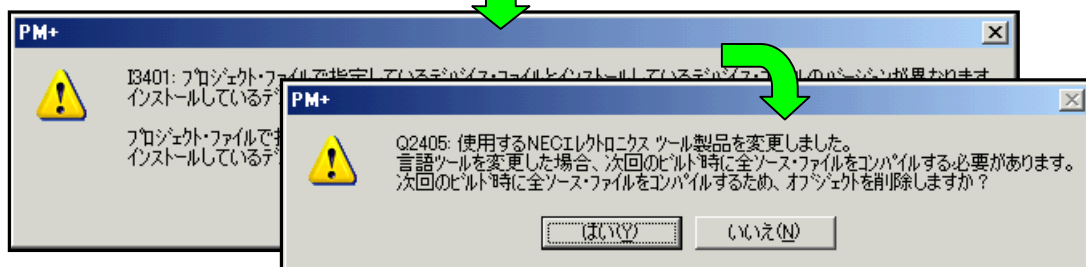 PM+
I3401: プロジェクト・ファイルで指定しているデバイス・ファイルとインストールしているデバイス・ファイルのバージョンが異なります
インストールしているデ
プロジェクト・ファイルで
インストールしているデ
PM+
Q2405: 使用するNECエレクトロニクス ツール製品を変更しました。
言語ツールを変更した場合、次回のビルド時に全ソース・ファイルをコンパイルする必要があります。
次回のビルド時に全ソース・ファイルをコンパイルするため、オブジェクトを削除しますか？
はい(Y)
いいえ(N)